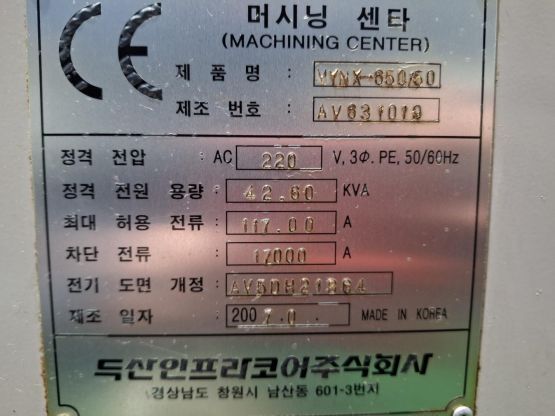 CE
머시닝 센타
(MACHINING CENTER)
제 품 명 : MYNX-650/50
제조 번호 : AV631019
정격 전압 : AC 220 V, 3Φ. PE, 50/60Hz
정격 전원 용량 : 42.60 KVA
최대 허용 전류 : 117.00 A
차단 전류 : 17000 A
전기 도면 개정 :
제조 일자 : 2007.0 MADE IN KOREA
두산인프라코어주식회사
경상남도 창원시 남산동 601-3번지